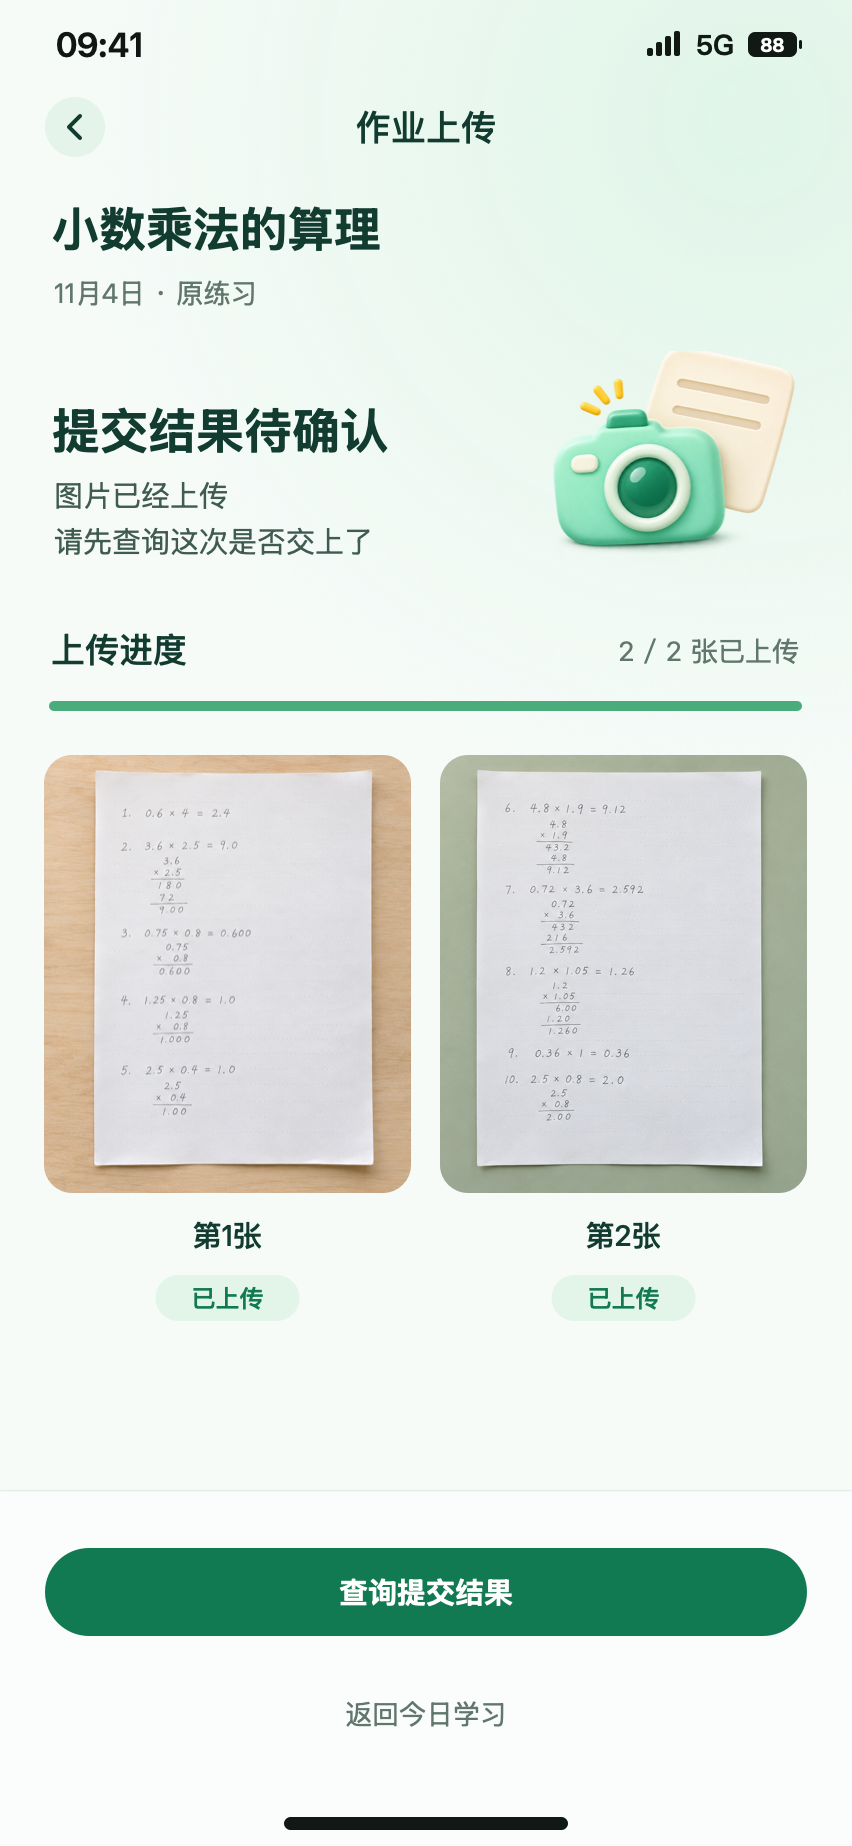 09:41
5G 88
作业上传
小数乘法的算理
11月4日 · 原练习
提交结果待确认
图片已经上传
请先查询这次是否交上了
上传进度
2 / 2 张已上传
1. 0.6 × 4 = 2.4
2. 3.6 × 2.5 = 9.0
3.6
× 2.5
180
72
9.00
3. 0.75 × 0.8 = 0.600
0.75
× 0.8
0.600
4. 1.25 × 0.8 = 1.0
1.25
× 0.8
1.000
5. 2.5 × 0.4 = 1.0
2.5
× 0.4
1.00
6. 4.8 × 1.9 = 9.12
4.8
× 1.9
43.2
4.8
9.12
7. 0.72 × 3.6 = 2.592
0.72
× 3.6
432
216
2.592
8. 1.2 × 1.05 = 1.26
1.2
× 1.05
6.00
1.20
1.260
9. 0.36 × 1 = 0.36
10. 2.5 × 0.8 = 2.0
2.5
× 0.8
2.00
第1张
第2张
已上传
已上传
查询提交结果
返回今日学习